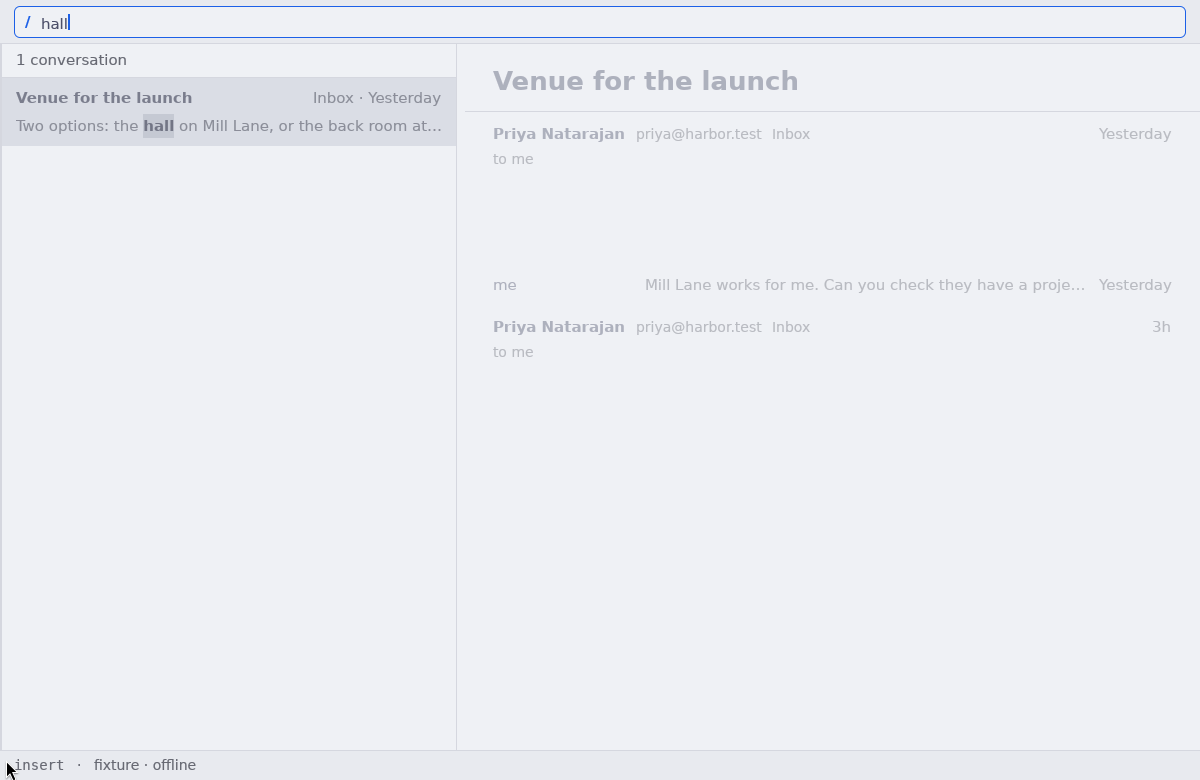 / hall
1 conversation
Venue for the launch Inbox · Yesterday
Two options: the hall on Mill Lane, or the back room at…
Venue for the launch
Priya Natarajan priya@harbor.test Inbox Yesterday
to me
me Mill Lane works for me. Can you check they have a proje… Yesterday
Priya Natarajan priya@harbor.test Inbox 3h
to me
insert · fixture · offline